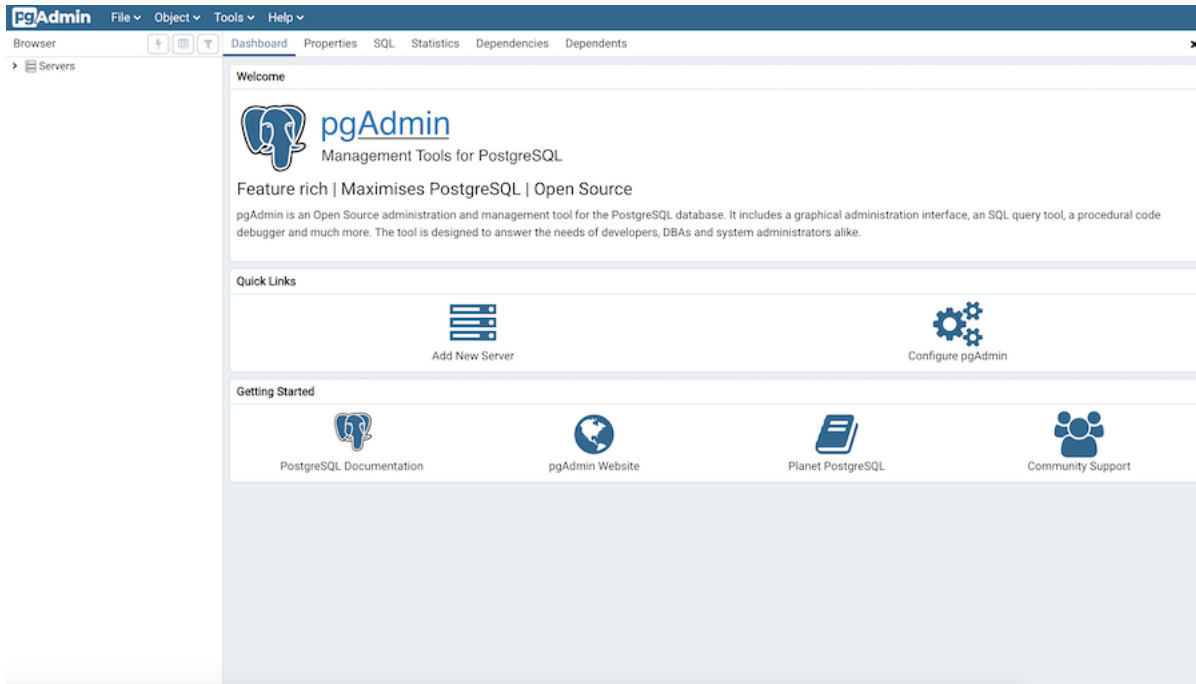 pgAdmin File Object Tools Help
Browser Dashboard Properties SQL Statistics Dependencies Dependents
Servers
Welcome
pgAdmin
Management Tools for PostgreSQL
Feature rich | Maximises PostgreSQL | Open Source
pgAdmin is an Open Source administration and management tool for the PostgreSQL database. It includes a graphical administration interface, an SQL query tool, a procedural code
debugger and much more. The tool is designed to answer the needs of developers, DBAs and system administrators alike.
Quick Links
Add New Server Configure pgAdmin
Getting Started
PostgreSQL Documentation pgAdmin Website Planet PostgreSQL Community Support